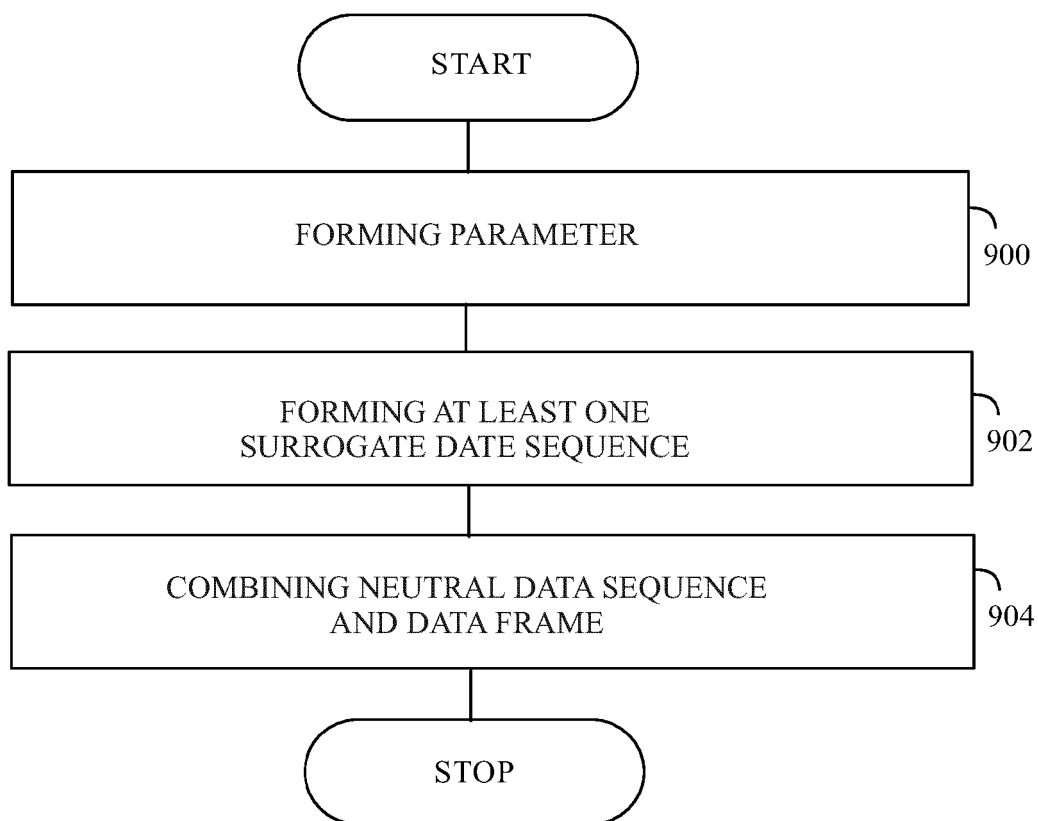 START
FORMING PARAMETER
900
FORMING AT LEAST ONE
SURROGATE DATE SEQUENCE
902
COMBINING NEUTRAL DATA SEQUENCE
AND DATA FRAME
904
STOP